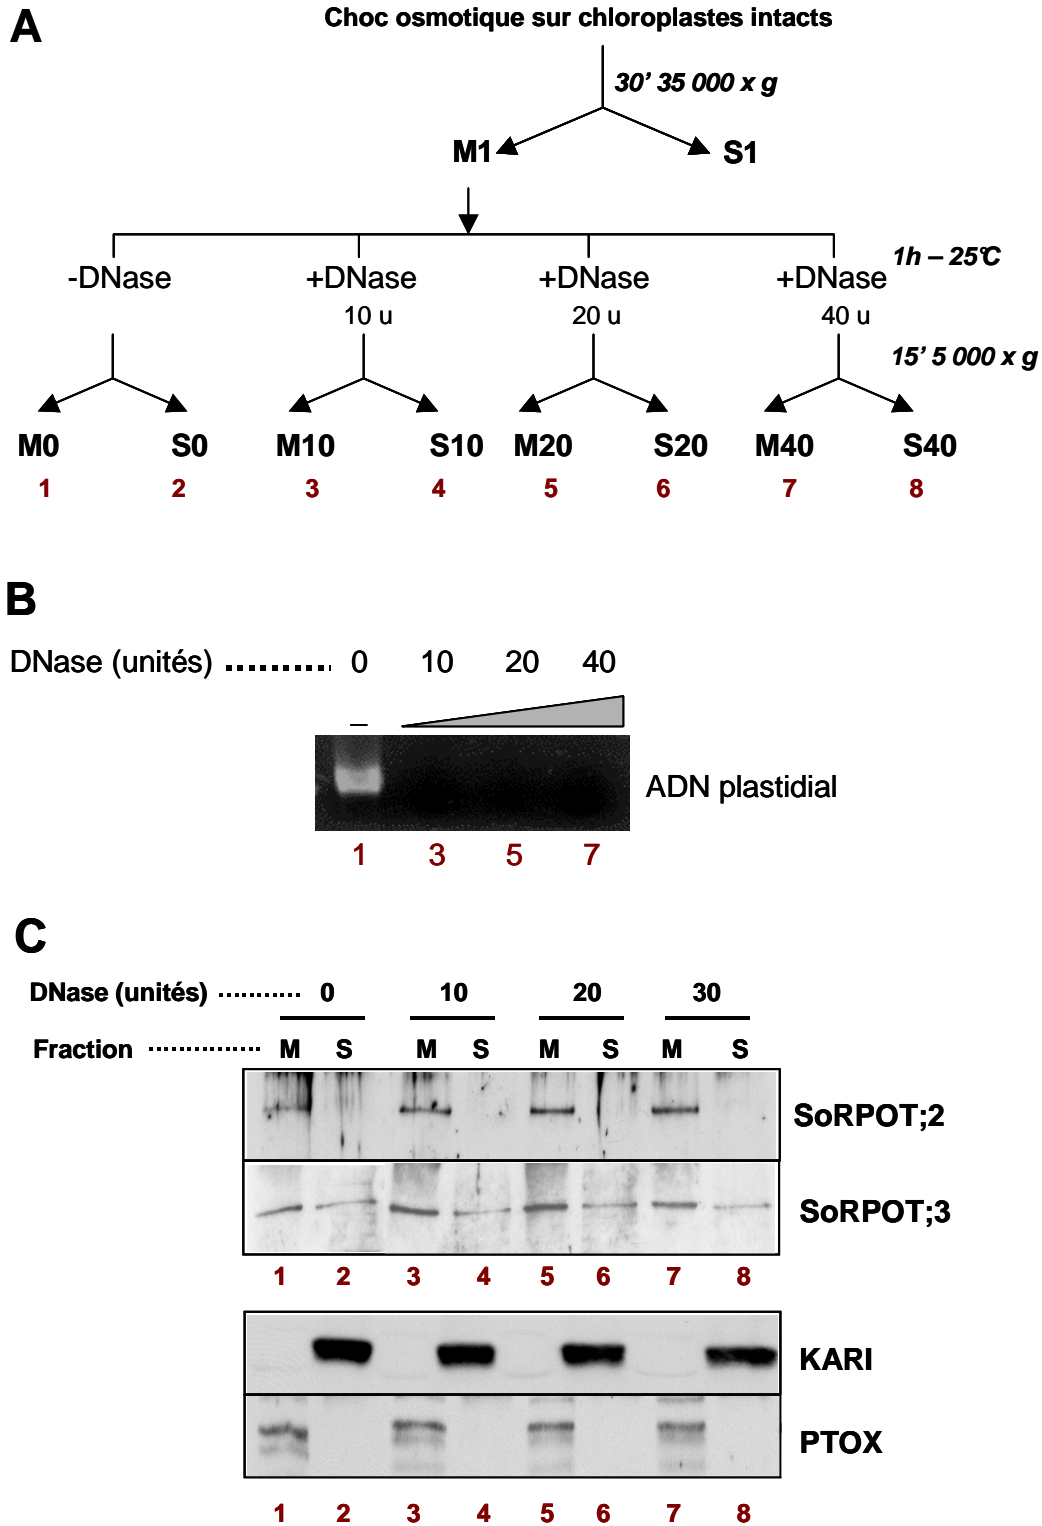 A
Choc osmotique sur chloroplastes intacts
30’ 35 000 x g
M1 S1
1h – 25°C
-DNase +DNase +DNase +DNase
10 u 20 u 40 u
15’ 5 000 x g
M0 S0 M10 S10 M20 S20 M40 S40
1 2 3 4 5 6 7 8
B
DNase (unités) 0 10 20 40
–
ADN plastidial
1 3 5 7
C
DNase (unités) 0 10 20 30
Fraction M S M S M S M S
SoRPOT;2
SoRPOT;3
1 2 3 4 5 6 7 8
KARI
PTOX
1 2 3 4 5 6 7 8